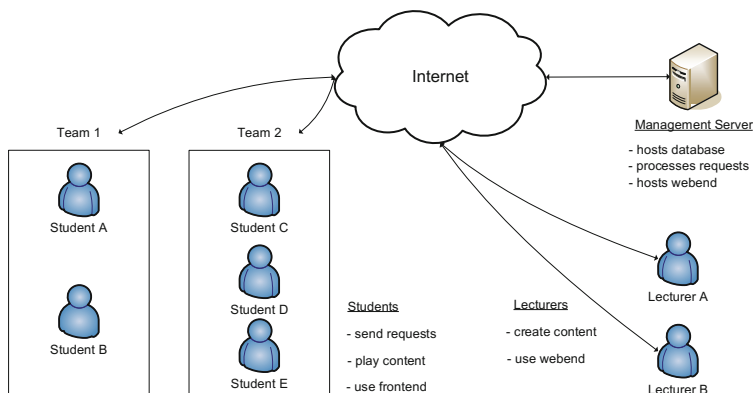 Internet
Management Server
- hosts database
- processes requests
- hosts webend
Team 1
Student A
Student B
Team 2
Student C
Student D
Student E
Students
- send requests
- play content
- use frontend
Lecturers
- create content
- use webend
Lecturer A
Lecturer B